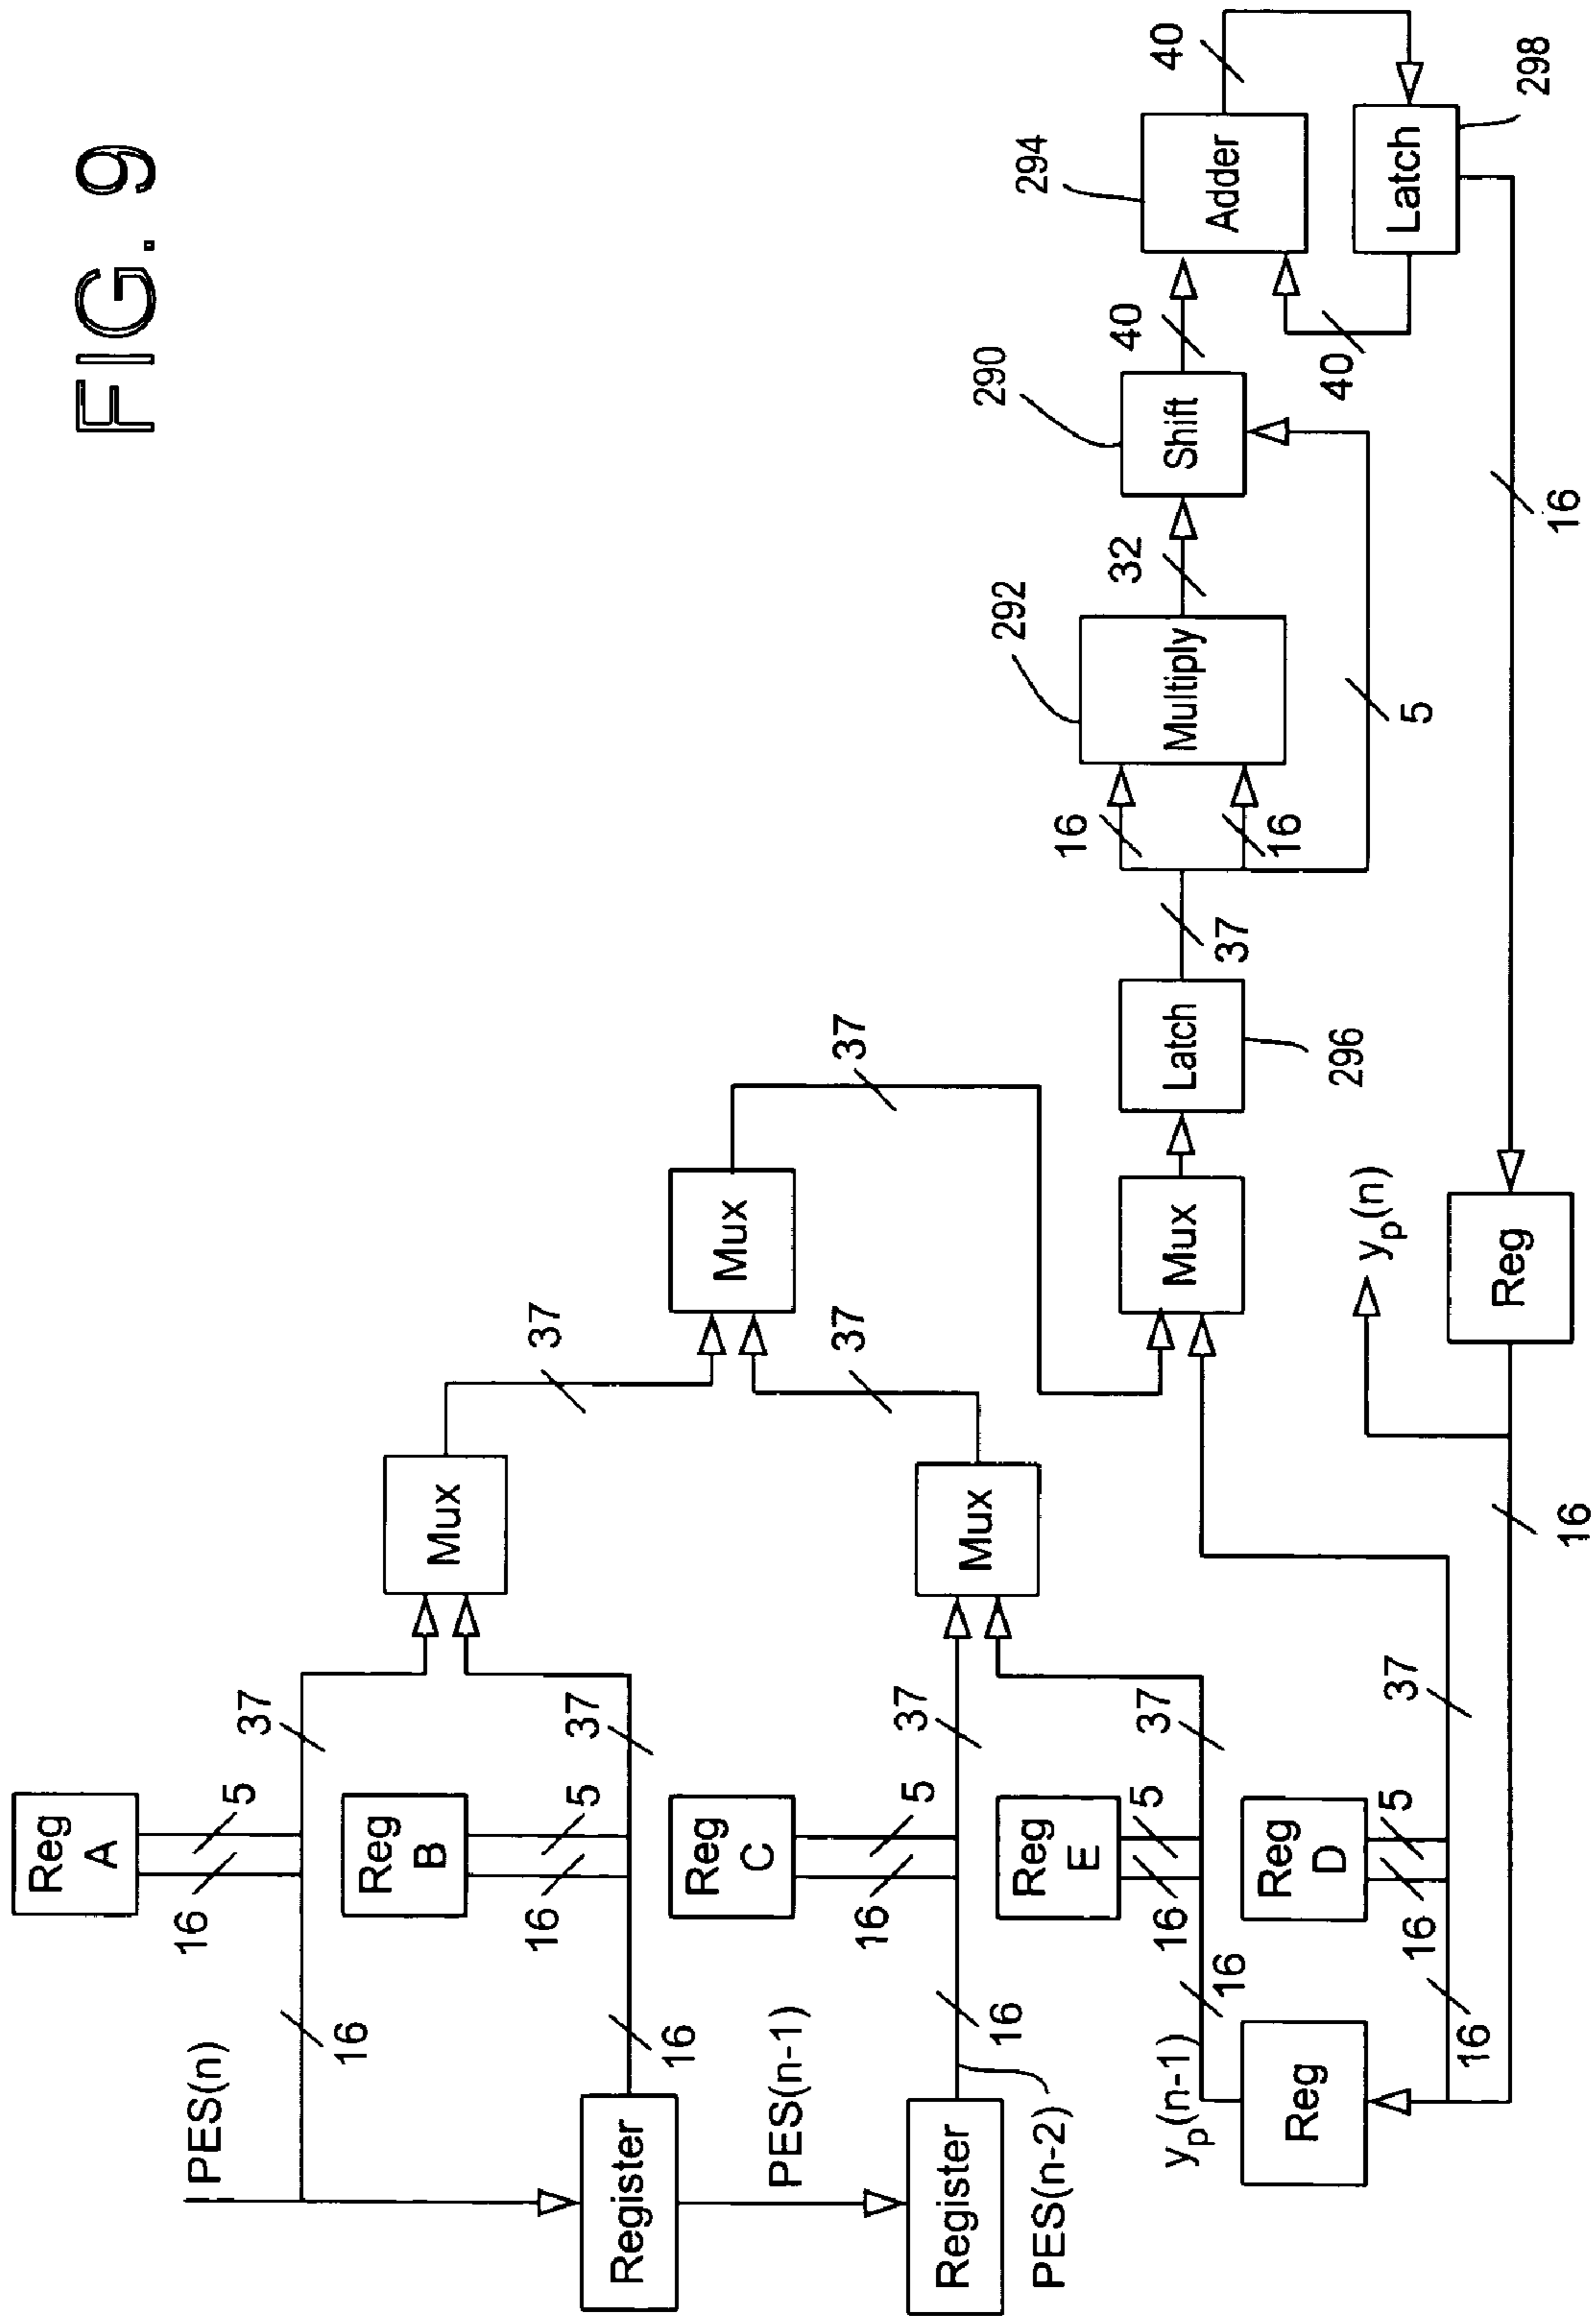 FIG. 9
Reg
A
16
5
PES(n)
16
37
Reg
B
16
5
Register
16
37
Mux
37
PES(n-1)
Reg
C
16
5
Register
16
37
PES(n-2)
Mux
37
Mux
37
Reg
E
16
5
yp(n-1)
16
37
Reg
D
16
5
Reg
16
37
Mux
Latch
296
37
16
16
5
Multiply
292
32
Shift
290
40
Adder
294
40
Latch
298
40
16
Reg
yp(n)
16